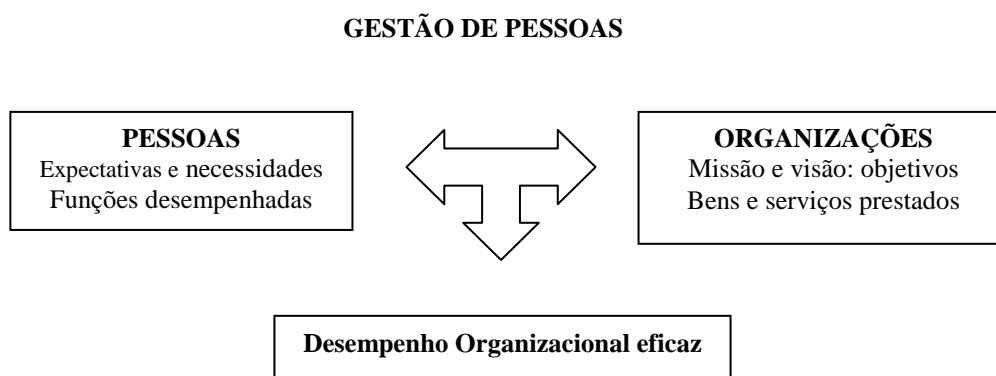 GESTÃO DE PESSOAS
PESSOAS
Expectativas e necessidades
Funções desempenhadas
ORGANIZAÇÕES
Missão e visão: objetivos
Bens e serviços prestados
Desempenho Organizacional eficaz